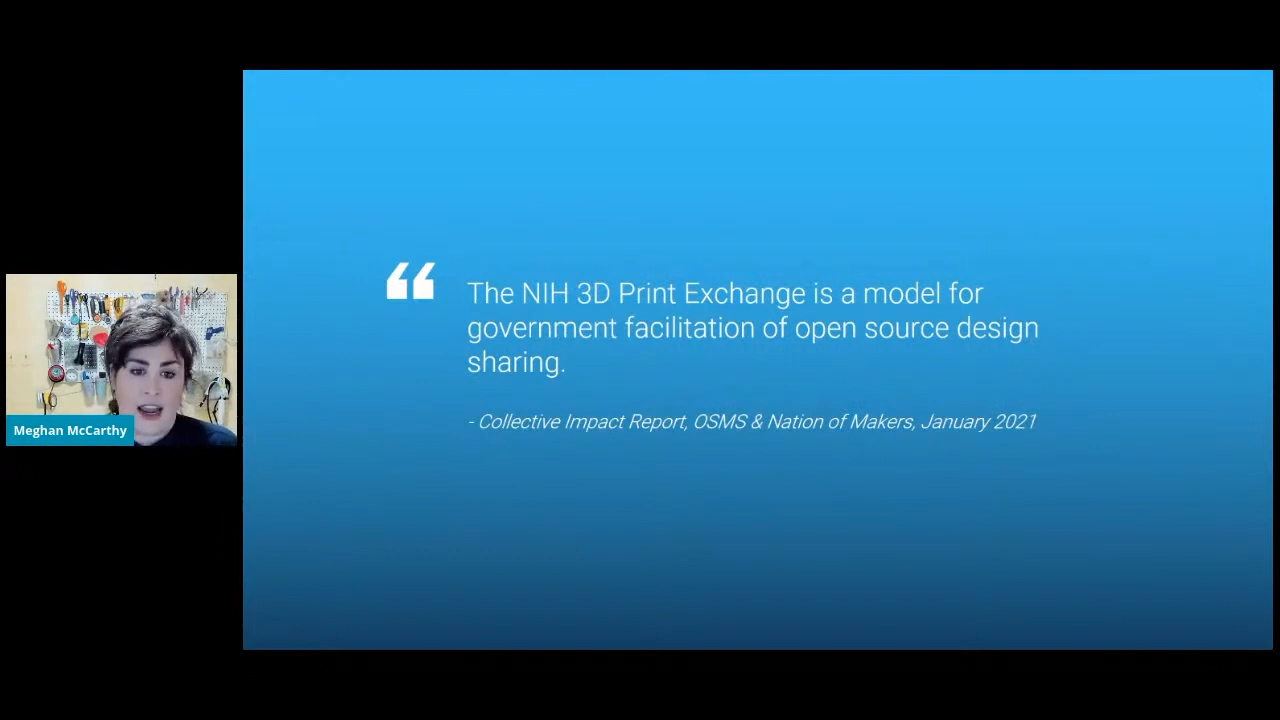 Meghan McCarthy
“
The NIH 3D Print Exchange is a model for
government facilitation of open source design
sharing.
- Collective Impact Report, OSMS & Nation of Makers, January 2021